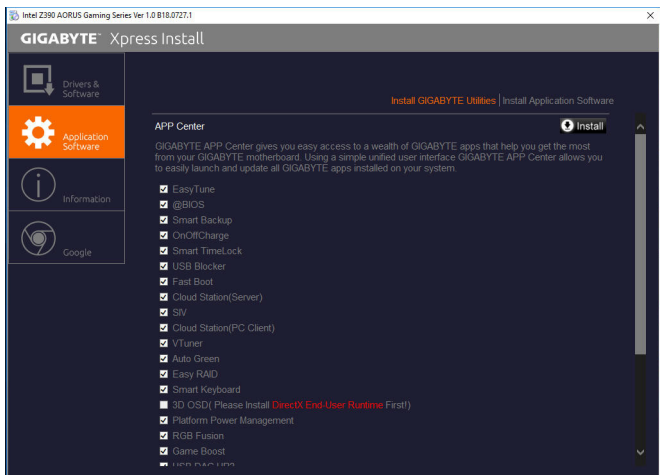 Intel Z390 AORUS Gaming Series Ver 1.0 B18.0727.1
GIGABYTE™ Xpress Install
Drivers &
Software
Application
Software
Information
Google
Install GIGABYTE Utilities | Install Application Software
APP Center
Install
GIGABYTE App Center gives you easy access to a wealth of GIGABYTE apps that help you get the most
from your GIGABYTE motherboard. Using a simple unified user interface GIGABYTE APP Center allows you
to easily launch and update all GIGABYTE apps installed on your system.
EasyTune
@BIOS
Smart Backup
OnOffCharge
Smart TimeLock
USB Blocker
Fast Boot
Cloud Station(Server)
SIV
Cloud Station(PC Client)
VTuner
Auto Green
Easy RAID
Smart Keyboard
3D OSD( Please Install DirectX End-User Runtime First!)
Platform Power Management
RGB Fusion
Game Boost
USB DAC-UP2